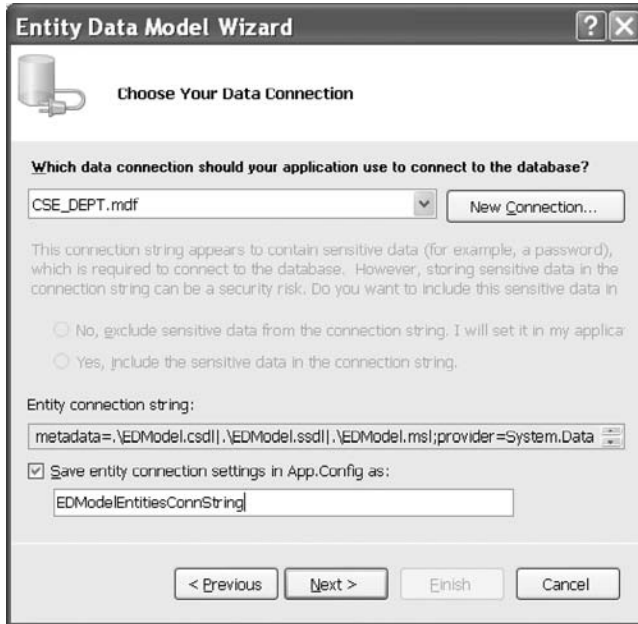 Entity Data Model Wizard
Choose Your Data Connection
Which data connection should your application use to connect to the database?
CSE_DEPT.mdf
New Connection...
This connection string appears to contain sensitive data (for example, a password),
which is required to connect to the database. However, storing sensitive data in the
connection string can be a security risk. Do you want to include this sensitive data in
No, exclude sensitive data from the connection string. I will set it in my applica
Yes, include the sensitive data in the connection string.
Entity connection string:
metadata=.\EDModel.csdl|.\EDModel.ssdl|.\EDModel.msl;provider=System.Data
Save entity connection settings in App.Config as:
EDModelEntitiesConnString
< Previous Next > Finish Cancel